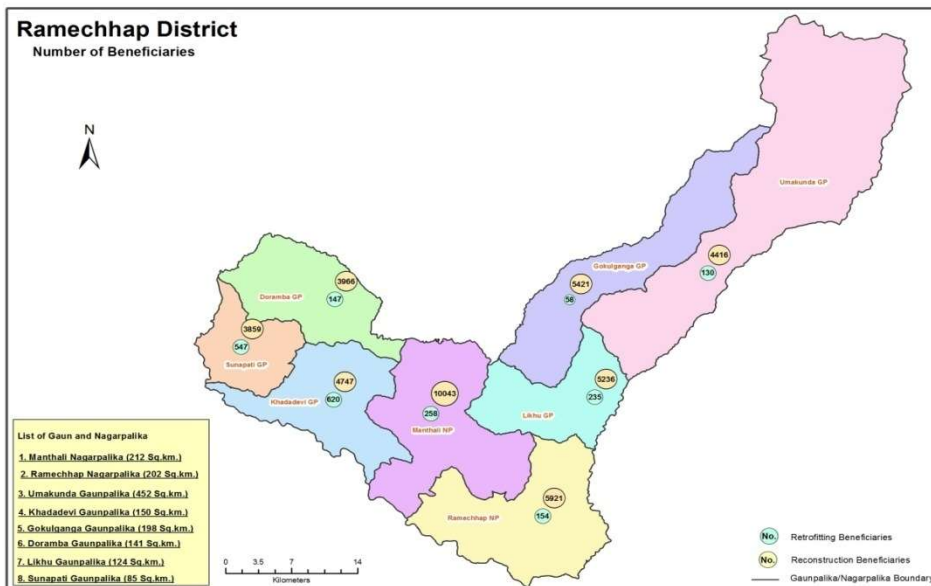 Ramechhap District
Number of Beneficiaries
N
Umakunda GP
4416
130
Gokulganga GP
5421
58
3966
147
Doramba GP
3859
547
Sunapati GP
4747
620
Khadadevi GP
10043
258
Manthali NP
5236
235
Likhu GP
5921
154
Ramechhap NP
List of Gaun and Nagarpalika
1. Manthali Nagarpalika (212 Sq.km.)
2. Ramechhap Nagarpalika (202 Sq.km.)
3. Umakunda Gaunpalika (452 Sq.km.)
4. Khadadevi Gaunpalika (150 Sq.km.)
5. Gokulganga Gaunpalika (198 Sq.km.)
6. Doramba Gaunpalika (141 Sq.km.)
7. Likhu Gaunpalika (124 Sq.km.)
8. Sunapati Gaunpalika (85 Sq.km.)
0 3.5 7 14
Kilometers
No. Retrofitting Beneficiaries
No. Reconstruction Beneficiaries
Gaunpalika/Nagarpalika Boundary